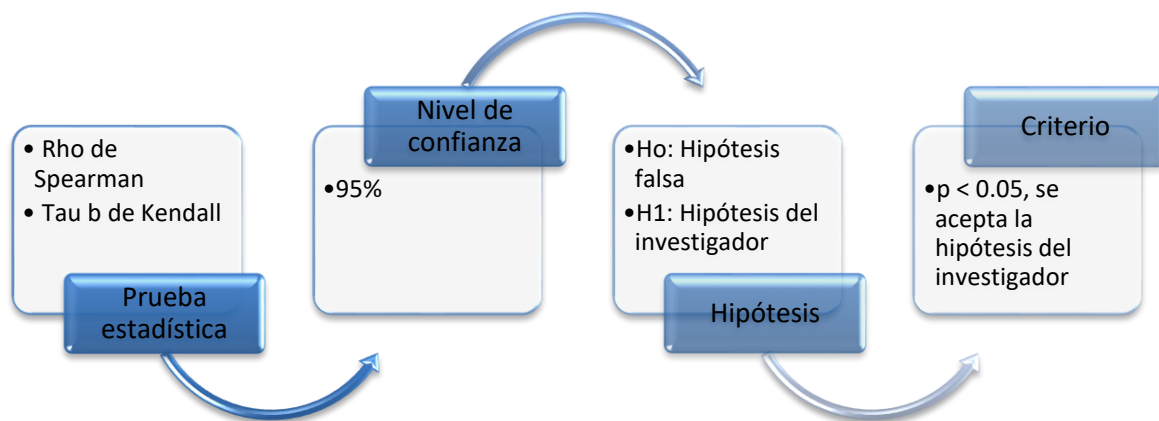 • Rho de
Spearman
• Tau b de Kendall
Prueba
estadística
Nivel de
confianza
•95%
•Ho: Hipótesis
falsa
•H1: Hipótesis del
investigador
Hipótesis
Criterio
•p < 0.05, se
acepta la
hipótesis del
investigador